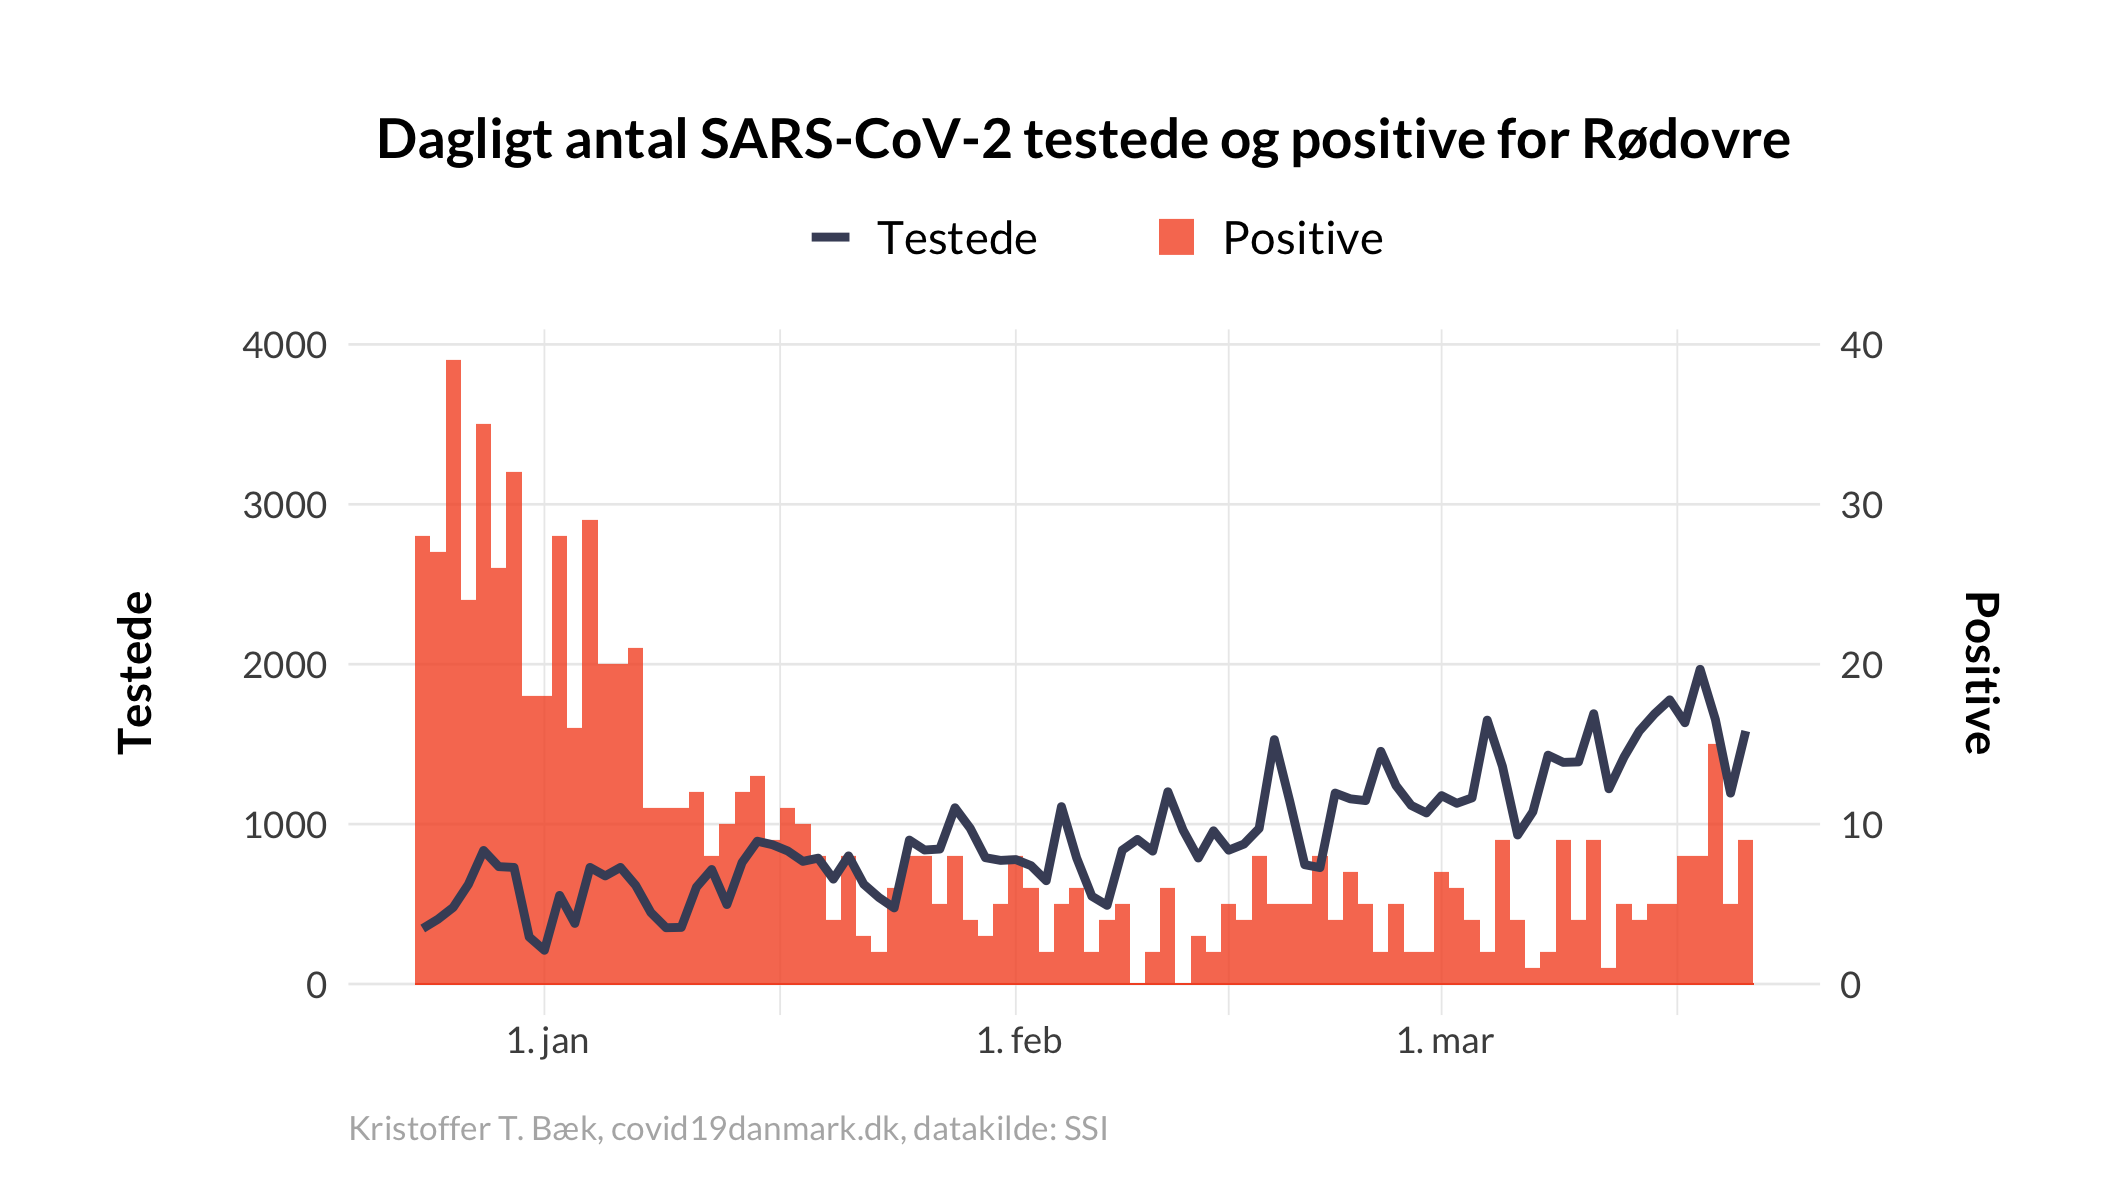 Dagligt antal SARS-CoV-2 testede og positive for Rødovre
Testede
Positive
4000
3000
2000
1000
0
40
30
20
10
0
Testede
Positive
1. jan
1. feb
1. mar
Kristoffer T. Bæk, covid19danmark.dk, datakilde: SSI